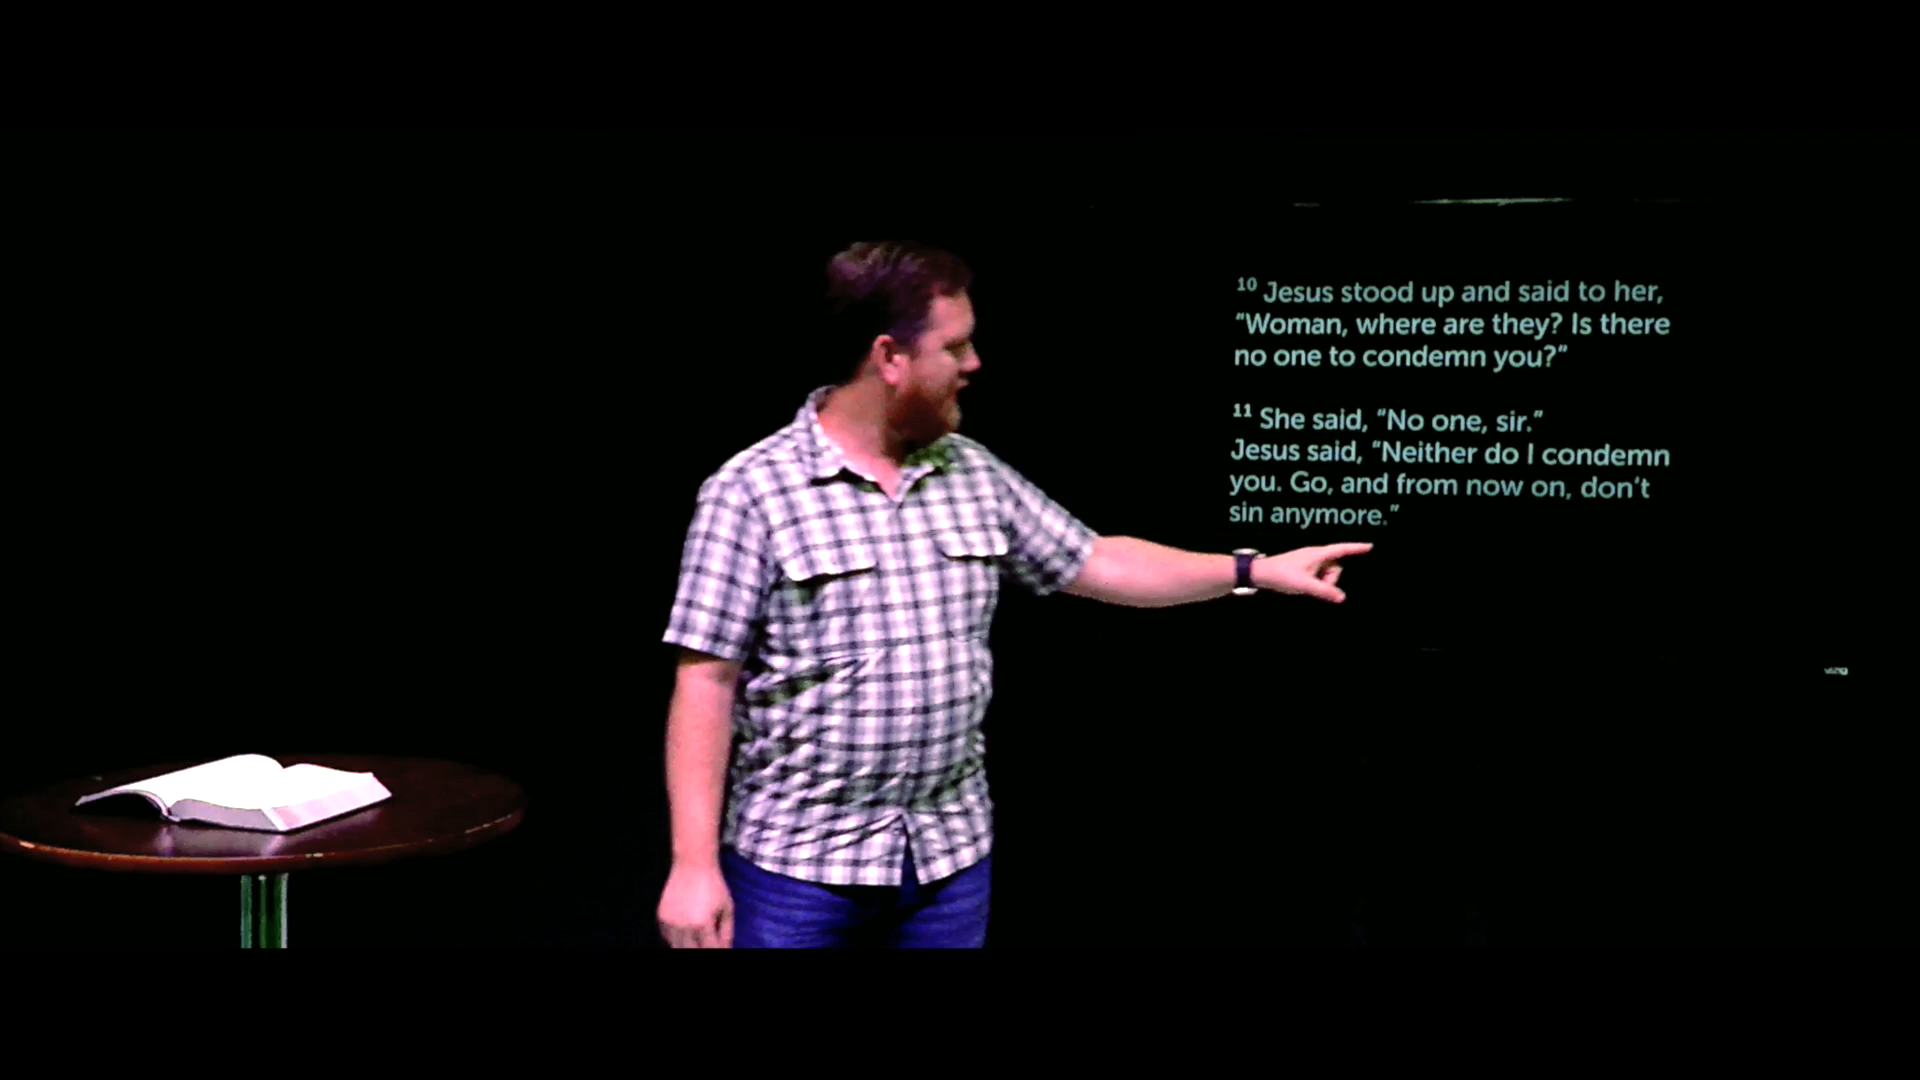 10 Jesus stood up and said to her,
"Woman, where are they? Is there
no one to condemn you?"
11 She said, "No one, sir."
Jesus said, "Neither do I condemn
you. Go, and from now on, don't
sin anymore."